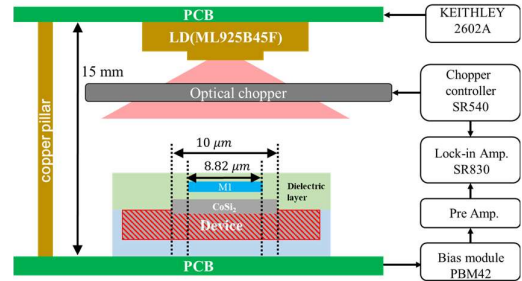 PCB
KEITHLEY
2602A
LD(ML925B45F)
15 mm
Chopper
controller
SR540
Optical chopper
copper pillar
10 μm
Lock-in Amp.
SR830
8.82 μm
M1
Dielectric
layer
CoSi₂
Pre Amp.
Device
PCB
Bias module
PBM42